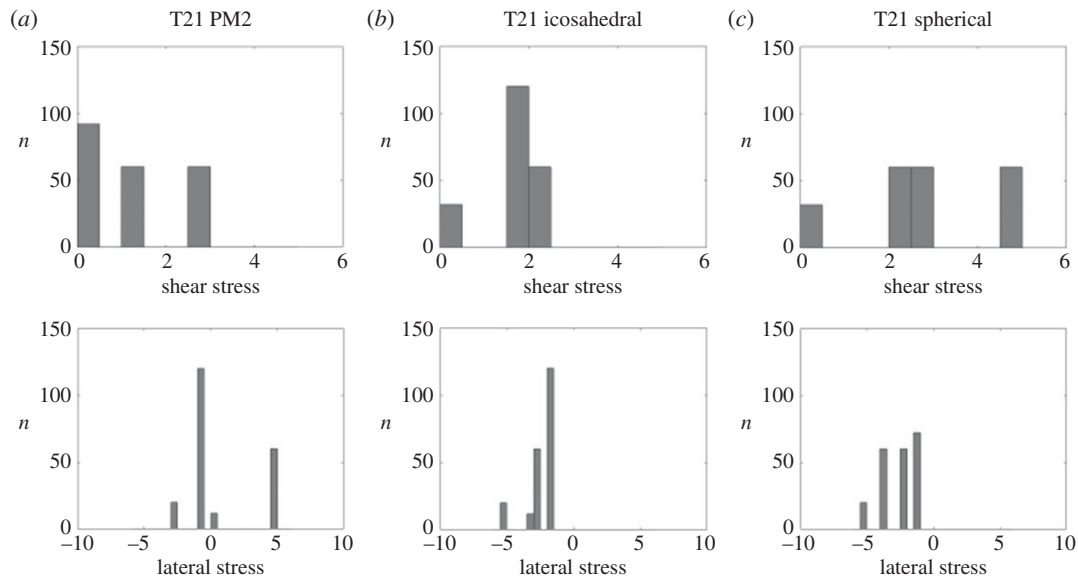 (a) T21 PM2
150
100
n
50
0
0 2 4 6
shear stress
150
100
n
50
0
–10 –5 0 5 10
lateral stress
(b) T21 icosahedral
150
100
n
50
0
0 2 4 6
shear stress
150
100
n
50
0
–10 –5 0 5 10
lateral stress
(c) T21 spherical
150
100
n
50
0
0 2 4 6
shear stress
150
100
n
50
0
–10 –5 0 5 10
lateral stress